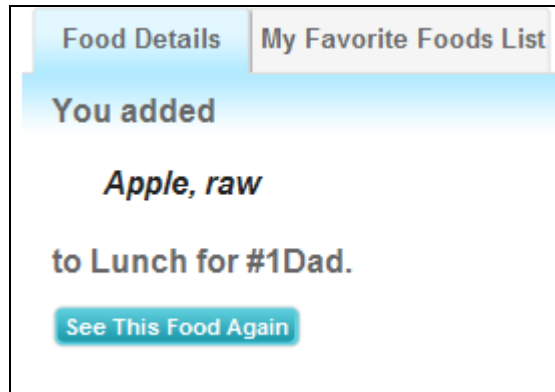 Food Details My Favorite Foods List
You added
Apple, raw
to Lunch for #1Dad.
See This Food Again